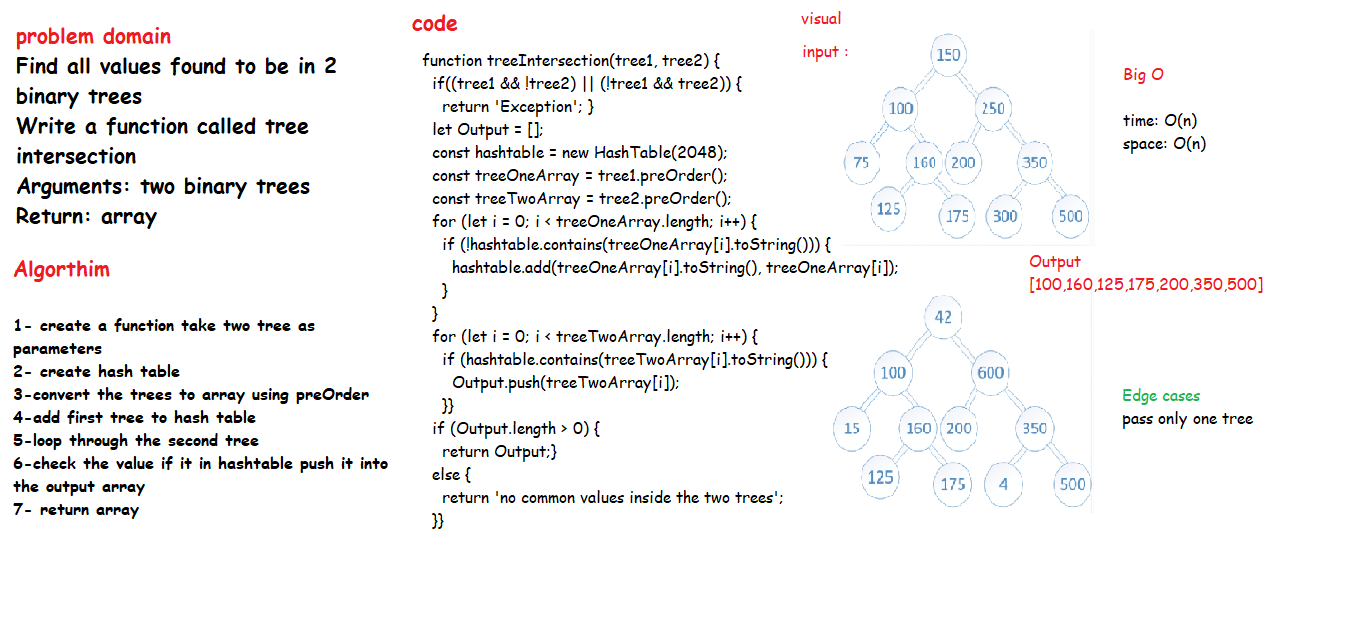 problem domain
Find all values found to be in 2
binary trees
Write a function called tree
intersection
Arguments: two binary trees
Return: array
Algorthim
1- create a function take two tree as
parameters
2- create hash table
3-convert the trees to array using preOrder
4-add first tree to hash table
5-loop through the second tree
6-check the value if it in hashtable push it into
the output array
7- return array
code
function treeIntersection(tree1, tree2) {
if((tree1 && !tree2) || (!tree1 && tree2)) {
return 'Exception'; }
let Output = [];
const hashtable = new HashTable(2048);
const treeOneArray = tree1.preOrder();
const treeTwoArray = tree2.preOrder();
for (let i = 0; i < treeOneArray.length; i++) {
if (!hashtable.contains(treeOneArray[i].toString())) {
hashtable.add(treeOneArray[i].toString(), treeOneArray[i]);
}
}
for (let i = 0; i < treeTwoArray.length; i++) {
if (hashtable.contains(treeTwoArray[i].toString())) {
Output.push(treeTwoArray[i]);
}}
if (Output.length > 0) {
return Output;}
else {
return 'no common values inside the two trees';
}}
visual
input :
150
100 250
75 160 200 350
125 175 300 500
Output
[100,160,125,175,200,350,500]
42
100 600
15 160 200 350
125 175 4 500
Big O
time: O(n)
space: O(n)
Edge cases
pass only one tree